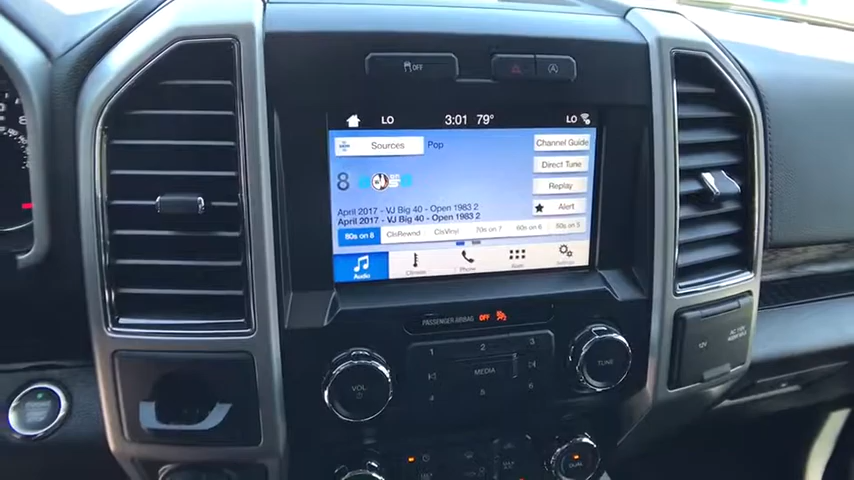 OFF
LO 3:01 79° LO
Sources Pop Channel Guide
Direct Tune
8 Replay
April 2017 - VJ Big 40 - Open 1983 2 Alert
April 2017 - VJ Big 40 - Open 1983 2
80s on 8 ClsRewnd ClsVinyl 70s on 7 60s on 6 50s on 5
Audio Climate Phone Apps Settings
PASSENGER AIRBAG OFF
VOL
1 2 3
MEDIA
4 5 6
TUNE
12V
DUAL